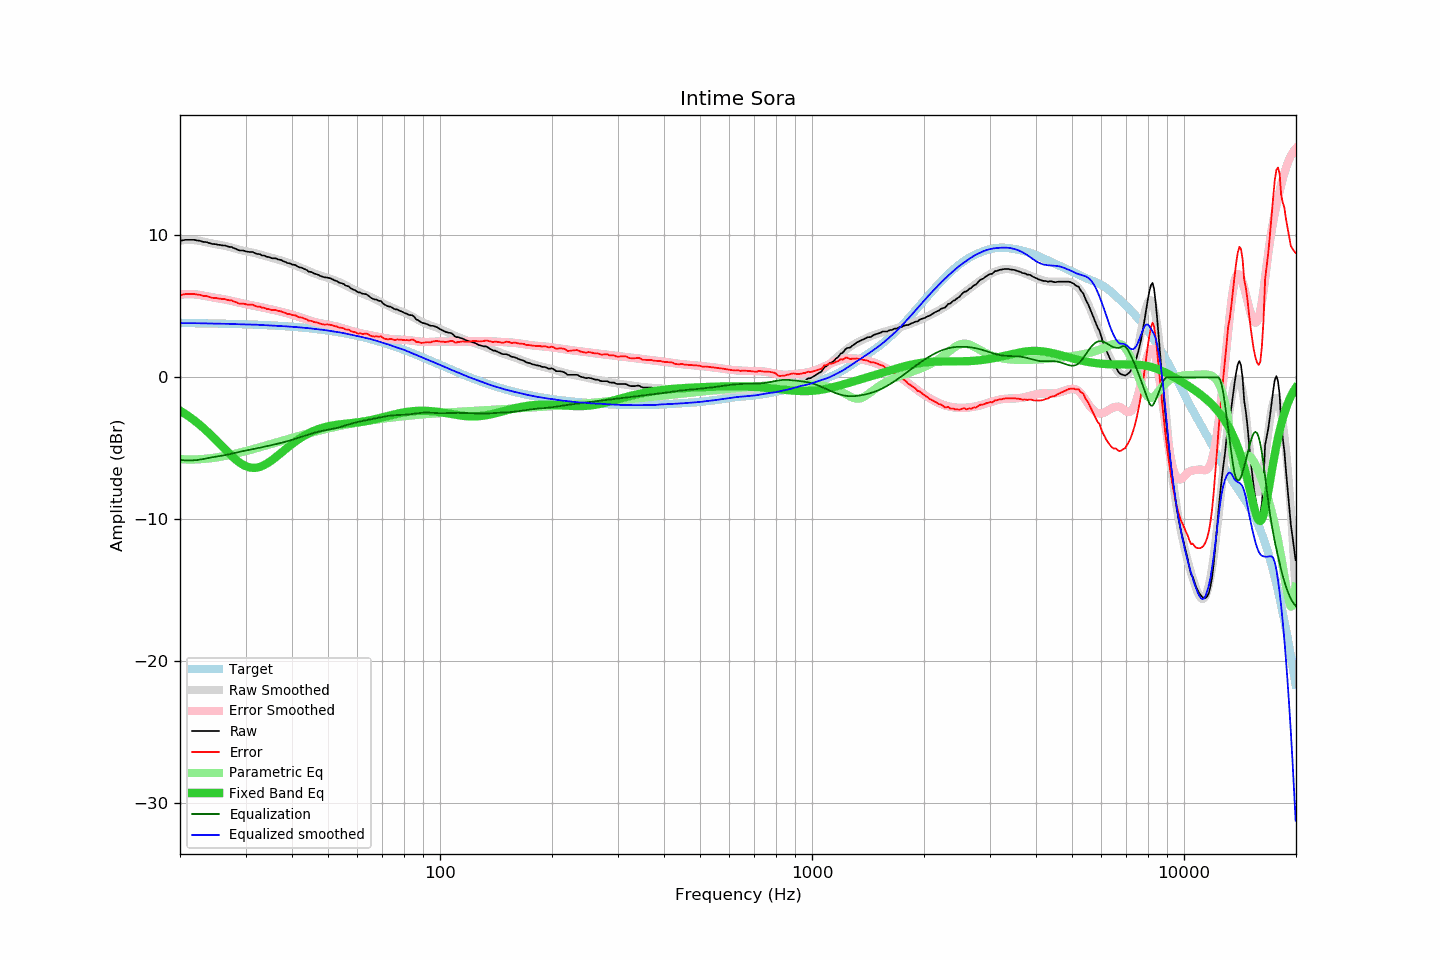 Intime Sora
Amplitude (dBr)
10
0
−10
−20
−30
Target
Raw Smoothed
Error Smoothed
Raw
Error
Parametric Eq
Fixed Band Eq
Equalization
Equalized smoothed
100
1000
10000
Frequency (Hz)